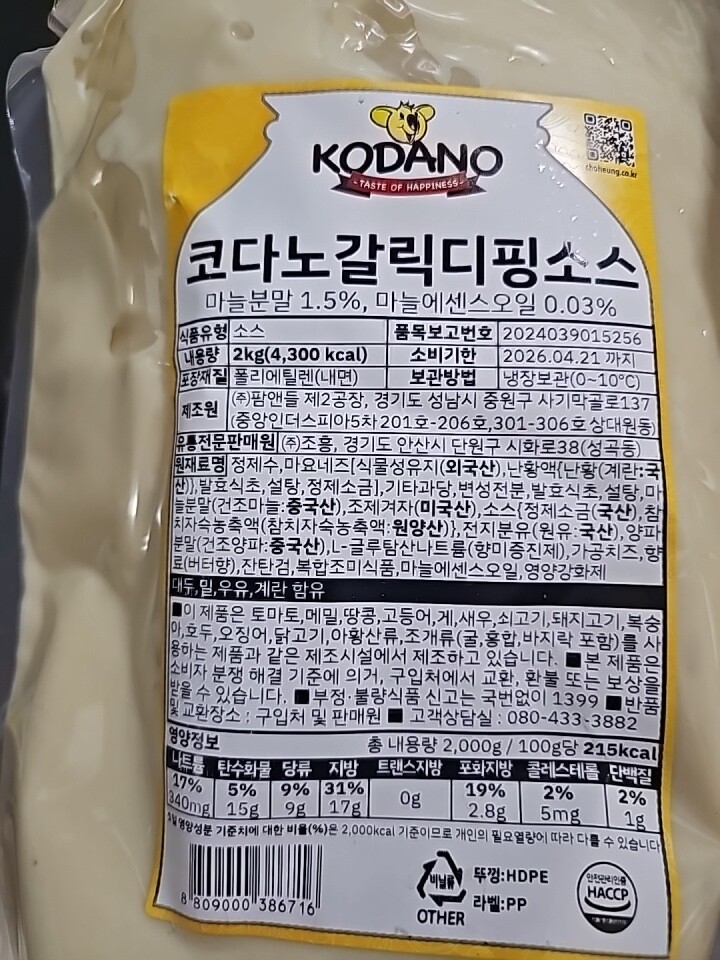 KODANO
- TASTE OF HAPPINESS -
choheung.co.kr
코다노갈릭디핑소스
마늘분말 1.5%, 마늘에센스오일 0.03%
식품유형 소스 품목보고번호 2024039015256
내용량 2kg(4,300 kcal) 소비기한 2026.04.21 까지
포장재질 폴리에틸렌(내면) 보관방법 냉장보관(0~10℃)
제조원 ㈜팜앤들 제2공장, 경기도 성남시 중원구 사기막골로137
(중앙인더스피아5차 201호-206호,301-306호 상대원동)
유통전문판매원 ㈜조흥, 경기도 안산시 단원구 시화로38(성곡동)
원재료명 정제수,마요네즈[식물성유지(외국산),난황액{난황(계란:국
산)},발효식초,설탕,정제소금],기타과당,변성전분,발효식초,설탕,마
늘분말(건조마늘:중국산),조제겨자(미국산),소스{정제소금(국산),참
치자숙농축액(참치자숙농축액:원양산)},전지분유(원유:국산),양파
분말(건조양파:중국산),L-글루탐산나트륨(향미증진제),가공치즈,향
료(버터향),잔탄검,복합조미식품,마늘에센스오일,영양강화제
대두,밀,우유,계란 함유
■이 제품은 토마토,메밀,땅콩,고등어,게,새우,쇠고기,돼지고기,복숭
아,호두,오징어,닭고기,아황산류,조개류(굴,홍합,바지락 포함)를 사
용하는 제품과 같은 제조시설에서 제조하고 있습니다. ■본 제품은
소비자 분쟁 해결 기준에 의거, 구입처에서 교환, 환불 또는 보상을
받을 수 있습니다. ■부정·불량식품 신고는 국번없이 1399 ■반품
및 교환장소 : 구입처 및 판매원 ■ 고객상담실 : 080-433-3882
영양정보 총 내용량 2,000g / 100g당 215kcal
나트륨 탄수화물 당류 지방 트랜스지방 포화지방 콜레스테롤 단백질
17% 5% 9% 31% 0g 19% 2% 2%
340mg 15g 9g 17g 2.8g 5mg 1g
1일 영양성분 기준치에 대한 비율(%)은 2,000kcal 기준이므로 개인의 필요열량에 따라 다를 수 있습니다
8 809000 386716
비닐류
OTHER
뚜껑:HDPE
라벨:PP
안전관리인증
HACCP